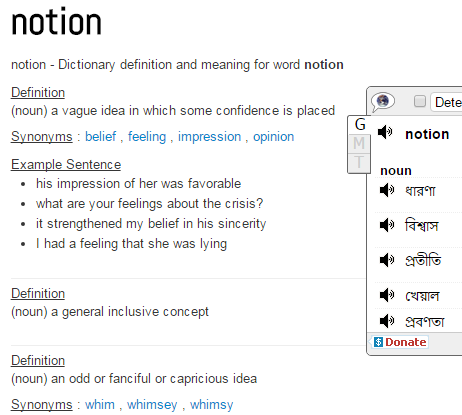 notion
notion - Dictionary definition and meaning for word notion
Definition
(noun) a vague idea in which some confidence is placed
Synonyms : belief , feeling , impression , opinion
Example Sentence
• his impression of her was favorable
• what are your feelings about the crisis?
• it strengthened my belief in his sincerity
• I had a feeling that she was lying
Definition
(noun) a general inclusive concept
Definition
(noun) an odd or fanciful or capricious idea
Synonyms : whim , whimsey , whimsy
Dete
G
M
T
notion
noun
ধারণা
বিশ্বাস
প্রতীতি
খেয়াল
প্রবণতা
$ Donate